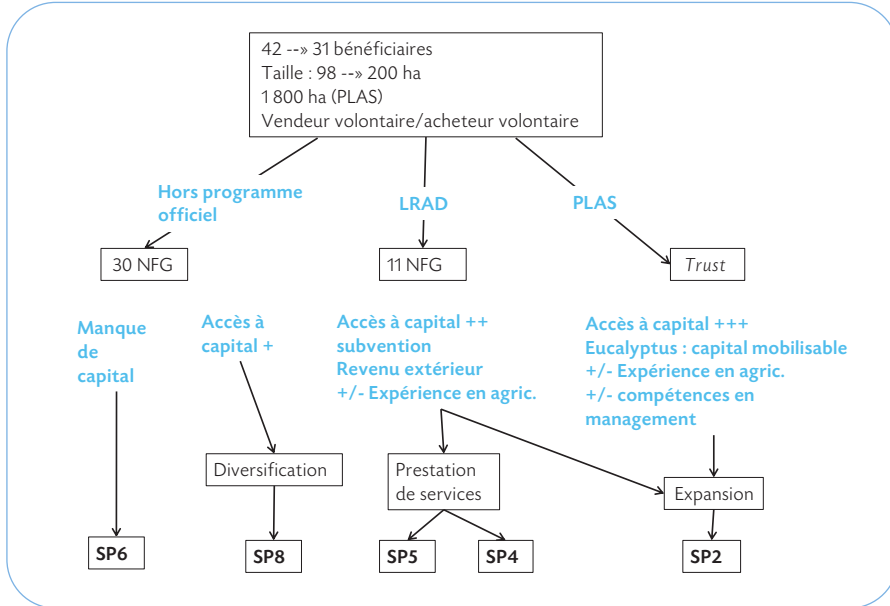 42 --» 31 bénéficiaires
Taille : 98 --» 200 ha
1 800 ha (PLAS)
Vendeur volontaire/acheteur volontaire
Hors programme
officiel
LRAD
PLAS
30 NFG
11 NFG
Trust
Manque
de
capital
Accès à
capital +
Accès à capital ++
subvention
Revenu extérieur
+/- Expérience en agric.
Accès à capital +++
Eucalyptus : capital mobilisable
+/- Expérience en agric.
+/- compétences en
management
Diversification
Prestation
de services
Expansion
SP6
SP8
SP5
SP4
SP2